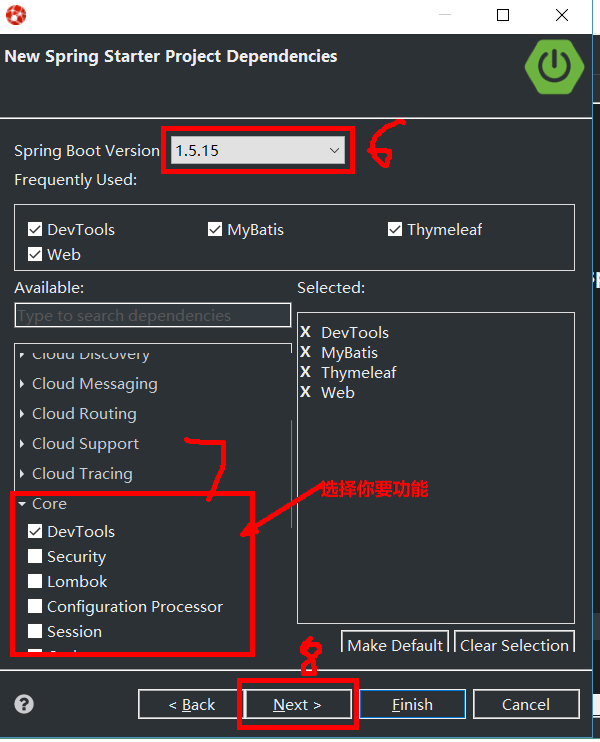 New Spring Starter Project Dependencies
Spring Boot Version 1.5.15 6
Frequently Used:
DevTools MyBatis Thymeleaf
Web
Available: Selected:
Type to search dependencies
X DevTools
X MyBatis
X Thymeleaf
X Web
Cloud Discovery
Cloud Messaging
Cloud Routing
Cloud Support
Cloud Tracing
7
Core
选择你要功能
DevTools
Security
Lombok
Configuration Processor
Session
8
Make Default Clear Selection
? < Back Next > Finish Cancel